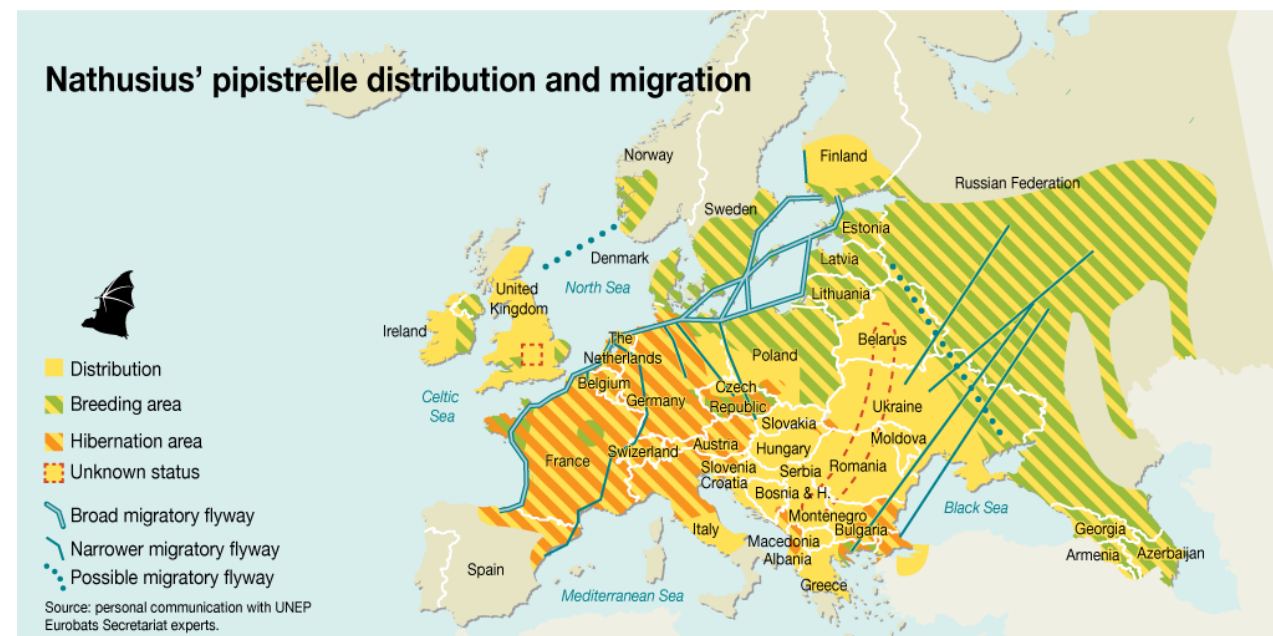 Nathusius' pipistrelle distribution and migration
Norway
Finland
Russian Federation
Sweden
Estonia
Denmark
Latvia
North Sea
United
Kingdom
Lithuania
Ireland
The
Netherlands
Belarus
Poland
Belgium
Celtic
Sea
Germany
Czech
Republic
Ukraine
Slovakia
Moldova
Austria
Swizerland
Hungary
France
Slovenia
Serbia
Romania
Croatia
Bosnia & H.
Black Sea
Montenegro
Bulgaria
Italy
Georgia
Macedonia
Albania
Armenia
Azerbaijan
Spain
Greece
Mediterranean Sea
Distribution
Breeding area
Hibernation area
Unknown status
Broad migratory flyway
Narrower migratory flyway
Possible migratory flyway
Source: personal communication with UNEP
Eurobats Secretariat experts.